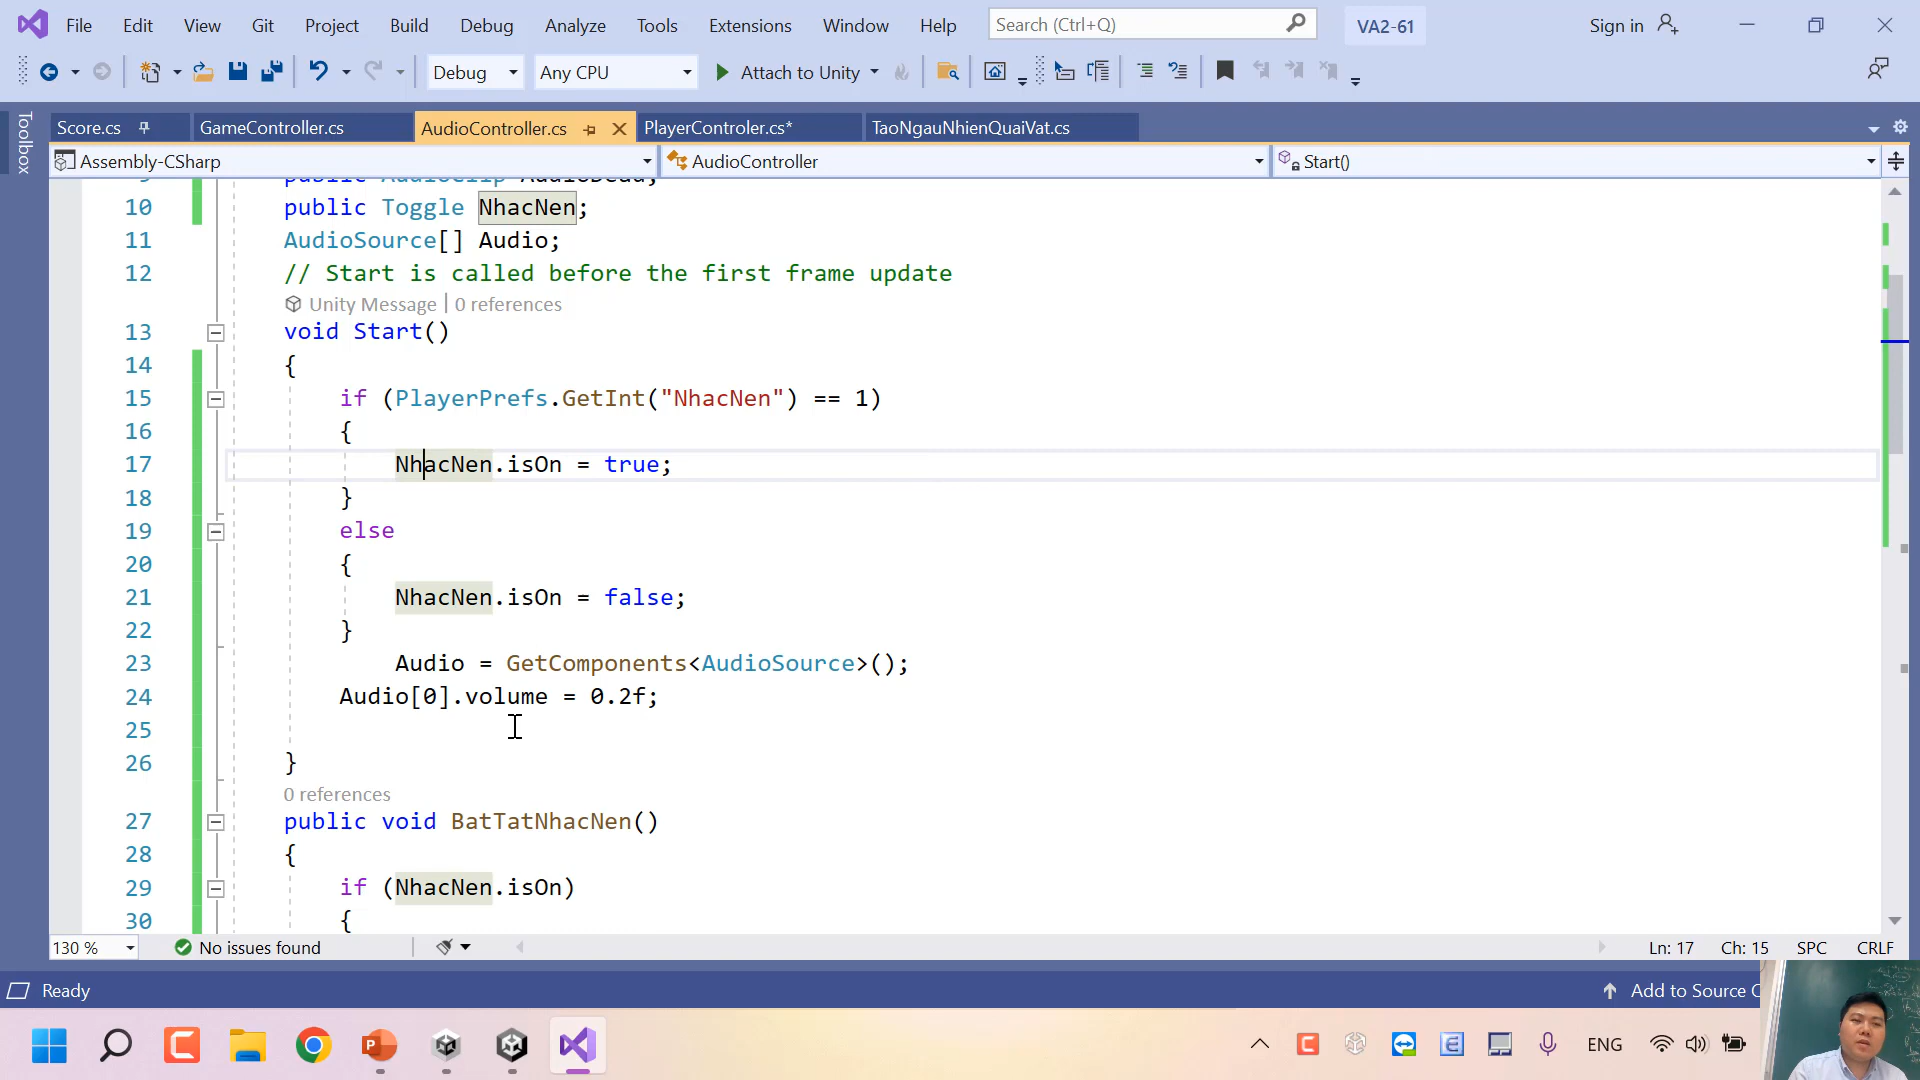 File Edit View Git Project Build Debug Analyze Tools Extensions Window Help Search (Ctrl+Q) VA2-61 Sign in
Debug Any CPU Attach to Unity
Toolbox
Score.cs GameController.cs AudioController.cs PlayerControler.cs* TaoNgauNhienQuaiVat.cs
Assembly-CSharp AudioController Start()
10 public Toggle NhacNen;
11 AudioSource[] Audio;
12 // Start is called before the first frame update
Unity Message | 0 references
13 void Start()
14 {
15 if (PlayerPrefs.GetInt("NhacNen") == 1)
16 {
17 NhacNen.isOn = true;
18 }
19 else
20 {
21 NhacNen.isOn = false;
22 }
23 Audio = GetComponents<AudioSource>();
24 Audio[0].volume = 0.2f;
25
26 }
0 references
27 public void BatTatNhacNen()
28 {
29 if (NhacNen.isOn)
30 {
130 % No issues found Ln: 17 Ch: 15 SPC CRLF
Ready Add to Source C
ENG